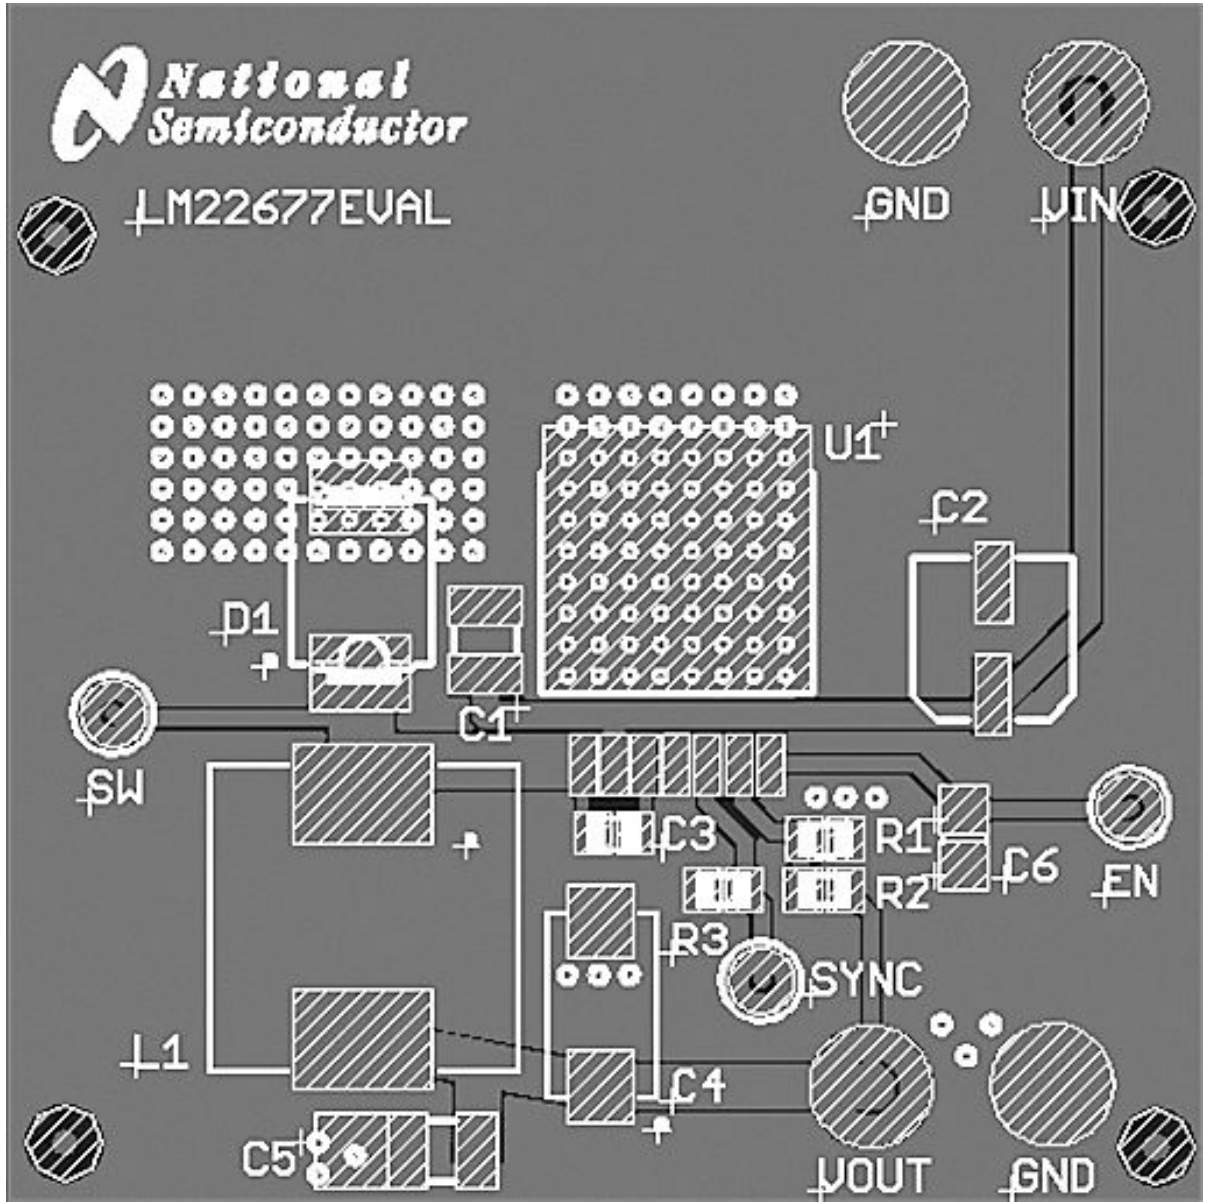 National
Semiconductor
LM22677EVAL
GND
VIN
U1
C2
D1
C1
SW
C3
R1
C6
EN
R2
R3
SYNC
L1
C4
C5
VOUT
GND